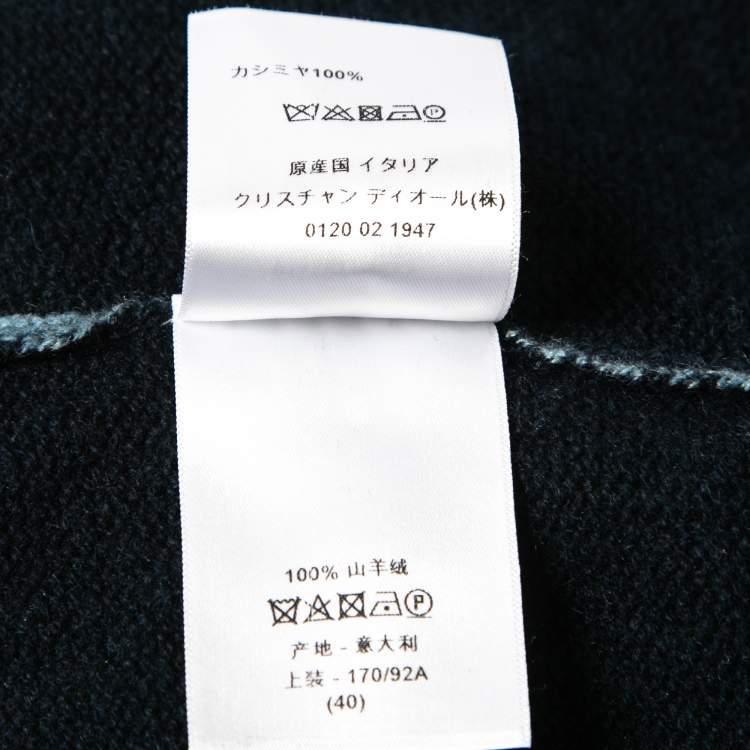 カシミヤ100%
原産国 イタリア
クリスチャン ディオール(株)
0120 02 1947
100% 山羊绒
P
产地 - 意大利
上装 - 170/92A
(40)